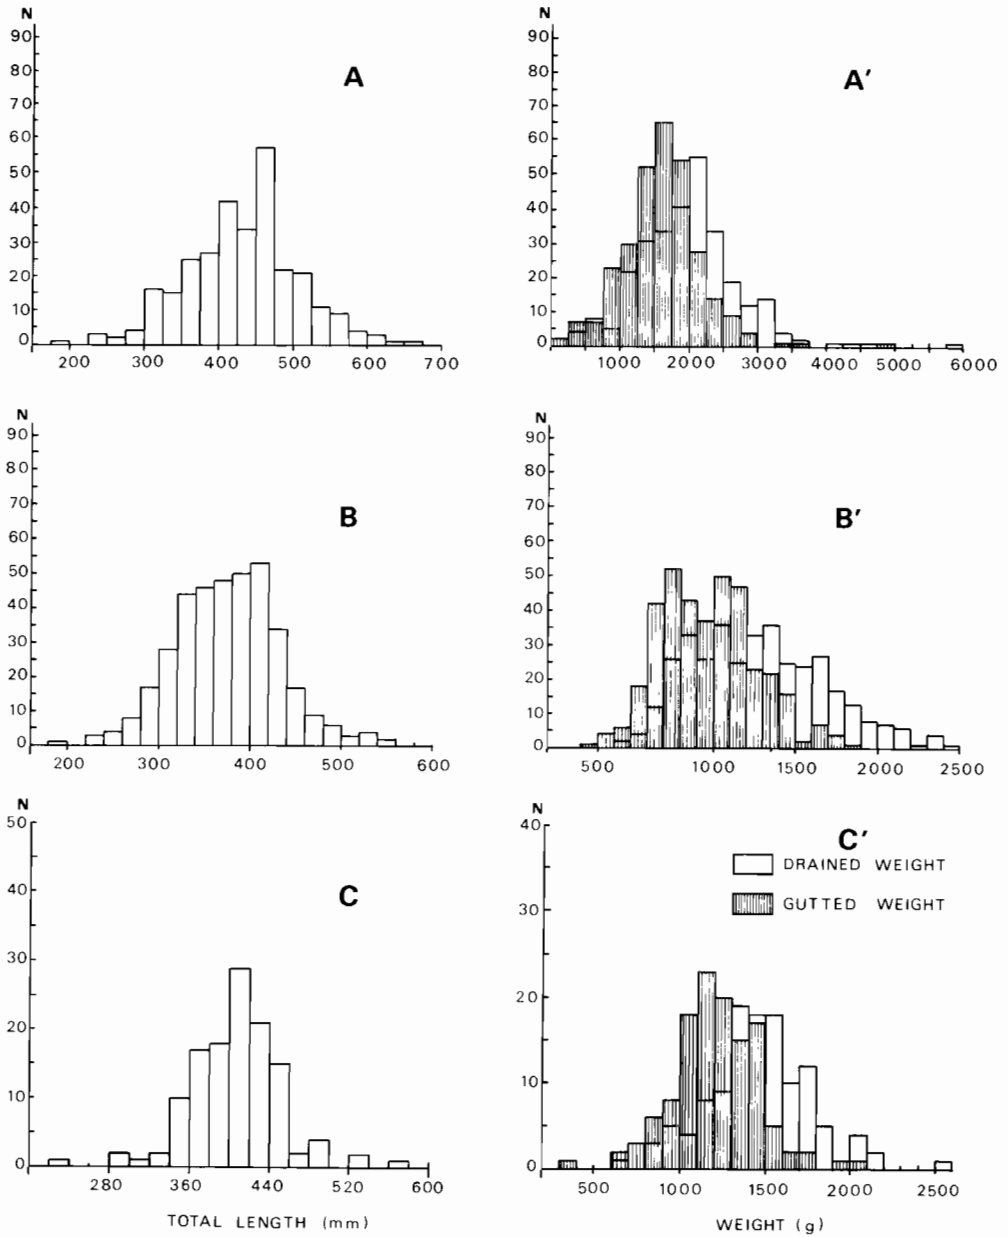 N
90
80
70
60
50
40
30
20
10
0
200 300 400 500 600 700
A
N
90
80
70
60
50
40
30
20
10
0
1000 2000 3000 4000 5000 6000
A′
N
90
80
70
60
50
40
30
20
10
0
200 300 400 500 600
B
N
90
80
70
60
50
40
30
20
10
0
500 1000 1500 2000 2500
B′
N
50
40
30
20
10
0
280 360 440 520 600
TOTAL LENGTH (mm)
C
N
40
30
20
10
0
500 1000 1500 2000 2500
WEIGHT (g)
C′
DRAINED WEIGHT
GUTTED WEIGHT